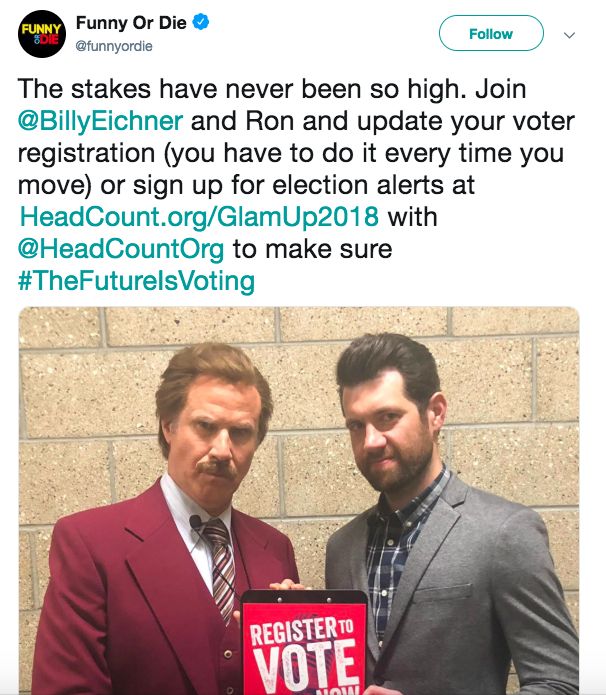 FUNNY
OR
DIE
Funny Or Die
@funnyordie
Follow
The stakes have never been so high. Join
@BillyEichner and Ron and update your voter
registration (you have to do it every time you
move) or sign up for election alerts at
HeadCount.org/GlamUp2018 with
@HeadCountOrg to make sure
#TheFutureIsVoting
REGISTER TO
VOTE
NOW